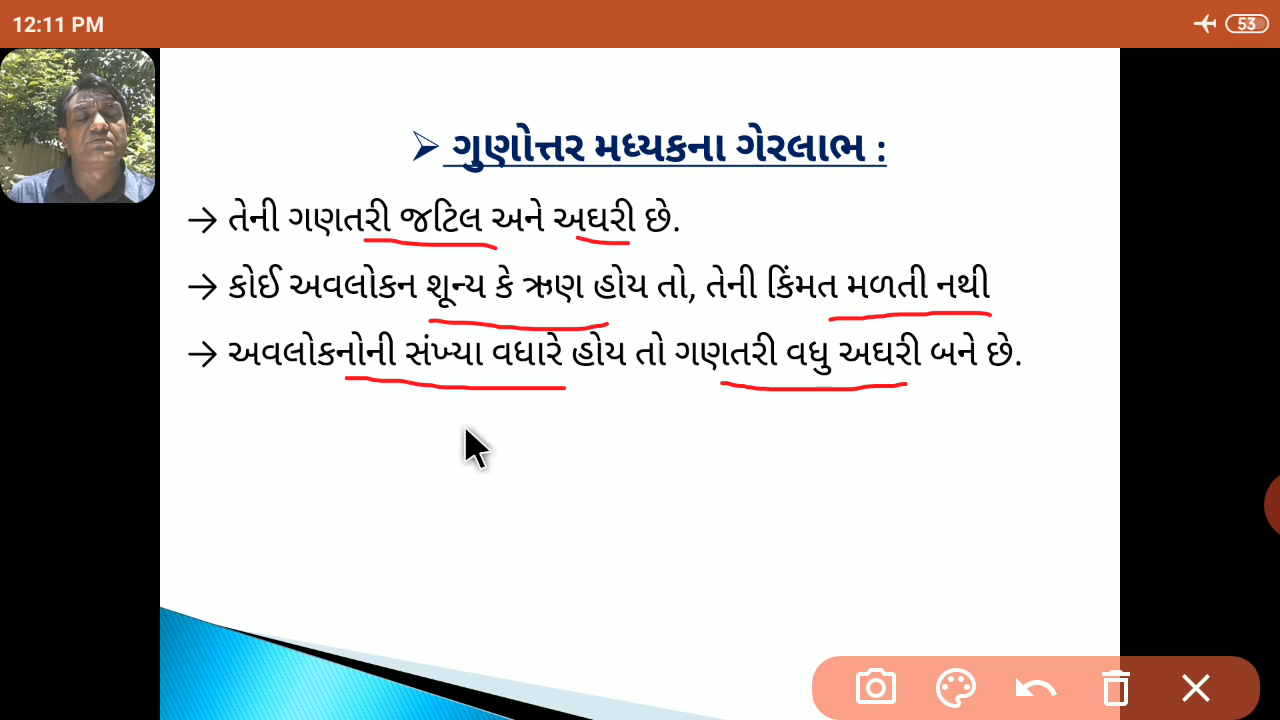 12:11 PM
53
➢ ગુણોત્તર મધ્યકના ગેરલાભ :
→ તેની ગણતરી જટિલ અને અઘરી છે.
→ કોઈ અવલોકન શૂન્ય કે ઋણ હોય તો, તેની કિંમત મળતી નથી
→ અવલોકનોની સંખ્યા વધારે હોય તો ગણતરી વધુ અઘરી બને છે.